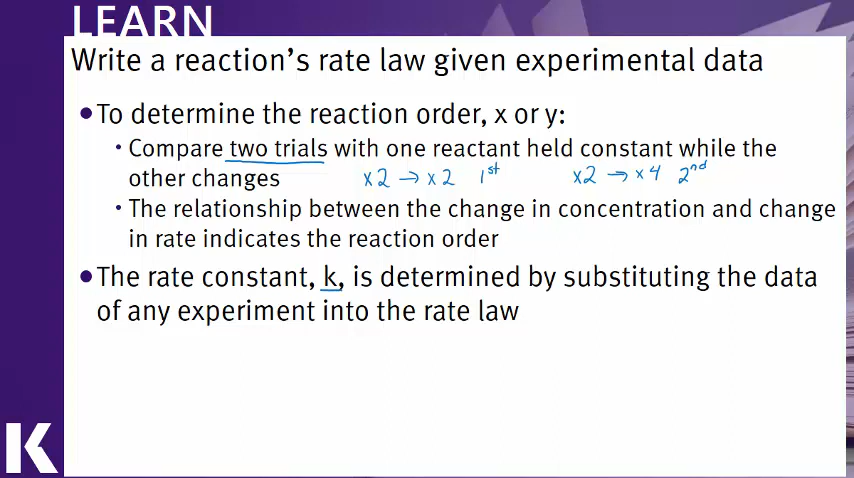 LEARN
Write a reaction’s rate law given experimental data
•To determine the reaction order, x or y:
• Compare two trials with one reactant held constant while the
other changes x2 → x2 1st x2 → x4 2nd
• The relationship between the change in concentration and change
in rate indicates the reaction order
•The rate constant, k, is determined by substituting the data
of any experiment into the rate law
K